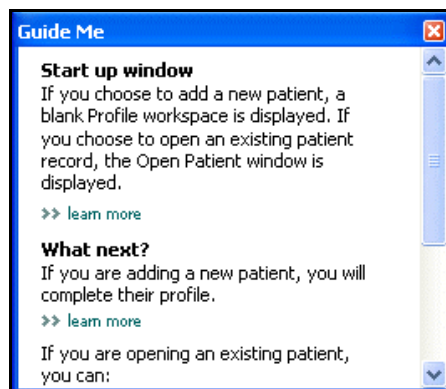 Guide Me
Start up window
If you choose to add a new patient, a
blank Profile workspace is displayed. If
you choose to open an existing patient
record, the Open Patient window is
displayed.
>> learn more
What next?
If you are adding a new patient, you will
complete their profile.
>> learn more
If you are opening an existing patient,
you can: